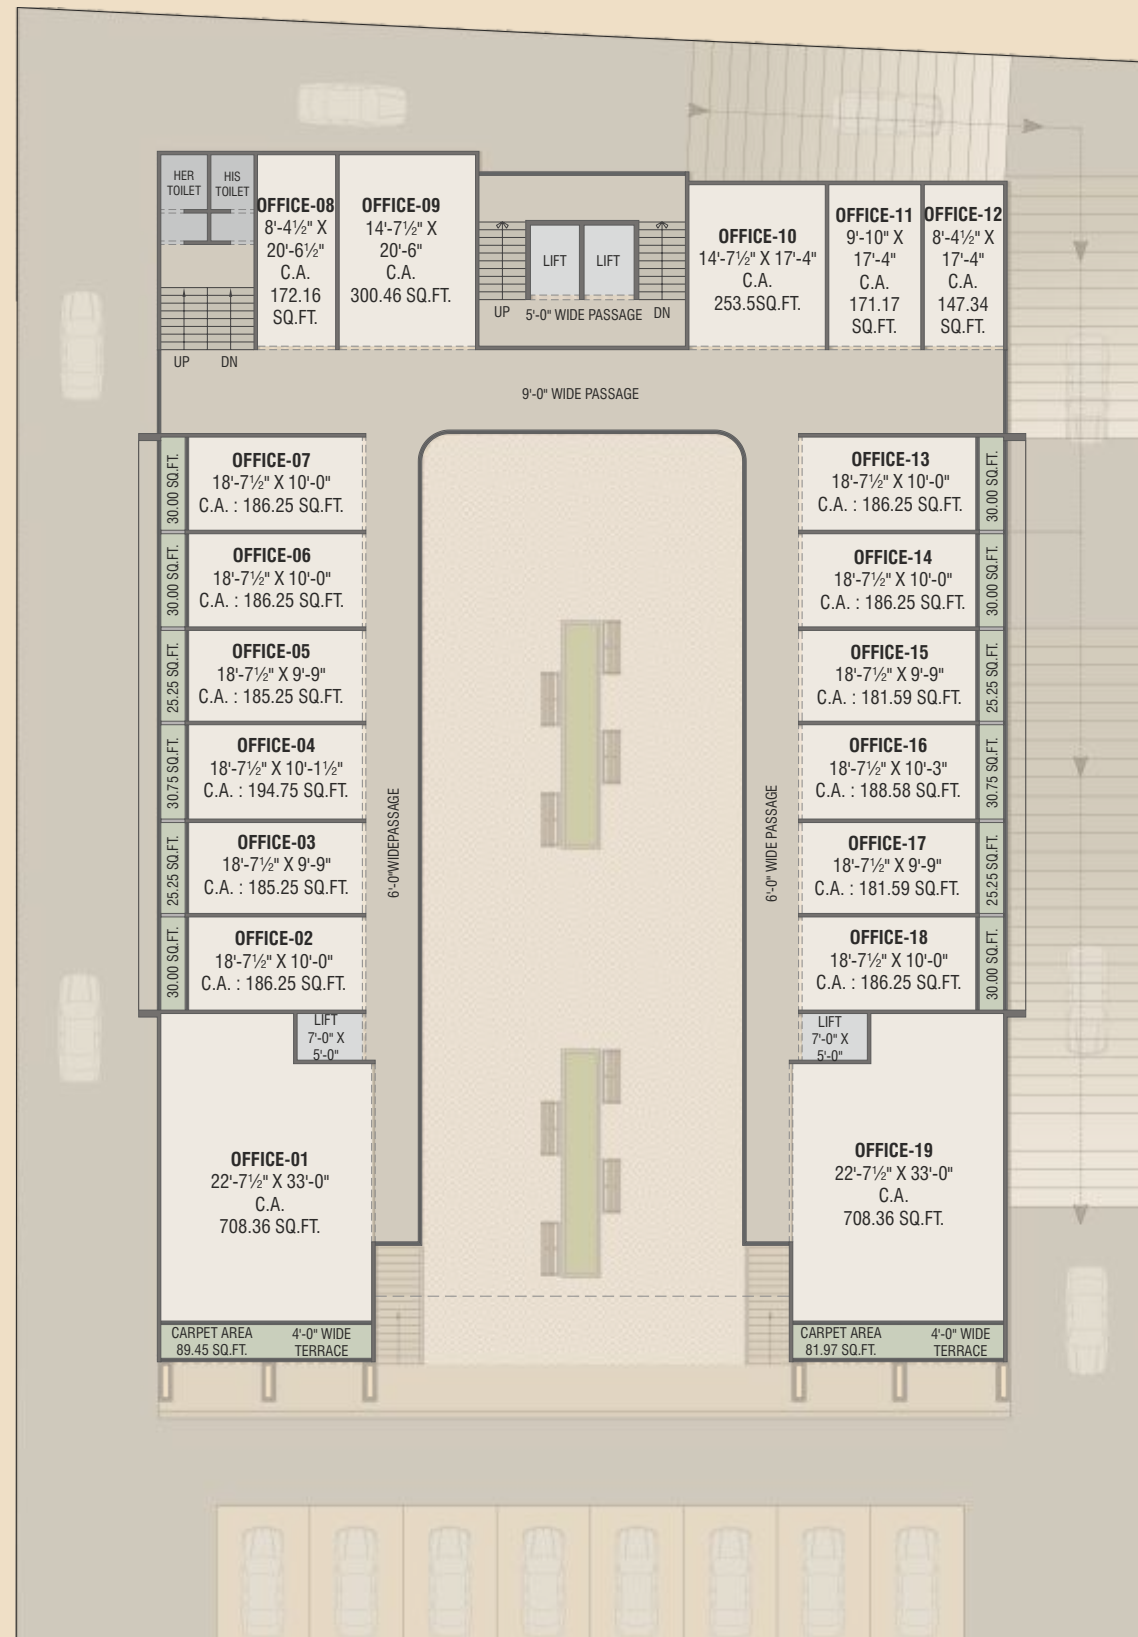 HER
TOILET
HIS
TOILET
OFFICE-08
8'-4½" X
20'-6½"
C.A.
172.16
SQ.FT.
OFFICE-09
14'-7½" X
20'-6"
C.A.
300.46 SQ.FT.
LIFT
LIFT
UP
5'-0" WIDE PASSAGE
DN
OFFICE-10
14'-7½" X 17'-4"
C.A.
253.5SQ.FT.
OFFICE-11
9'-10" X
17'-4"
C.A.
171.17
SQ.FT.
OFFICE-12
8'-4½" X
17'-4"
C.A.
147.34
SQ.FT.
UP
DN
9'-0" WIDE PASSAGE
30.00 SQ.FT.
OFFICE-07
18'-7½" X 10'-0"
C.A. : 186.25 SQ.FT.
30.00 SQ.FT.
OFFICE-06
18'-7½" X 10'-0"
C.A. : 186.25 SQ.FT.
25.25 SQ.FT.
OFFICE-05
18'-7½" X 9'-9"
C.A. : 185.25 SQ.FT.
30.75 SQ.FT.
OFFICE-04
18'-7½" X 10'-1½"
C.A. : 194.75 SQ.FT.
25.25 SQ.FT.
OFFICE-03
18'-7½" X 9'-9"
C.A. : 185.25 SQ.FT.
30.00 SQ.FT.
OFFICE-02
18'-7½" X 10'-0"
C.A. : 186.25 SQ.FT.
6'-0"WIDEPASSAGE
6'-0" WIDE PASSAGE
OFFICE-13
18'-7½" X 10'-0"
C.A. : 186.25 SQ.FT.
30.00 SQ.FT.
OFFICE-14
18'-7½" X 10'-0"
C.A. : 186.25 SQ.FT.
30.00 SQ.FT.
OFFICE-15
18'-7½" X 9'-9"
C.A. : 181.59 SQ.FT.
25.25 SQ.FT.
OFFICE-16
18'-7½" X 10'-3"
C.A. : 188.58 SQ.FT.
30.75 SQ.FT.
OFFICE-17
18'-7½" X 9'-9"
C.A. : 181.59 SQ.FT.
25.25 SQ.FT.
OFFICE-18
18'-7½" X 10'-0"
C.A. : 186.25 SQ.FT.
30.00 SQ.FT.
LIFT
7'-0" X
5'-0"
OFFICE-01
22'-7½" X 33'-0"
C.A.
708.36 SQ.FT.
CARPET AREA
89.45 SQ.FT.
4'-0" WIDE
TERRACE
LIFT
7'-0" X
5'-0"
OFFICE-19
22'-7½" X 33'-0"
C.A.
708.36 SQ.FT.
CARPET AREA
81.97 SQ.FT.
4'-0" WIDE
TERRACE